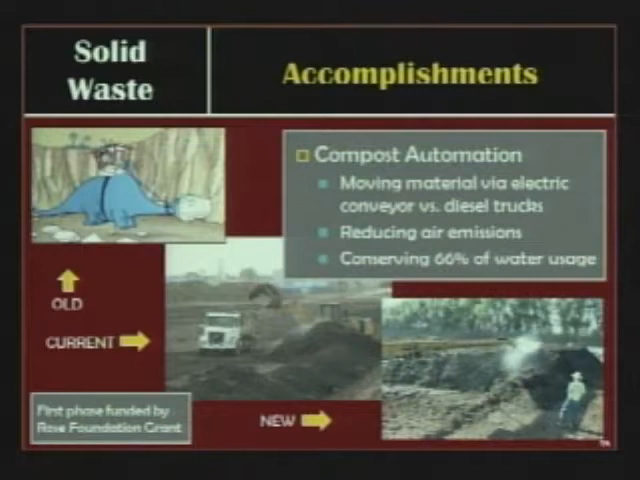 Solid
Waste
Accomplishments
Compost Automation
Moving material via electric
conveyor vs. diesel trucks
Reducing air emissions
Conserving 66% of water usage
OLD
CURRENT
NEW
First phase funded by
Rose Foundation Grant